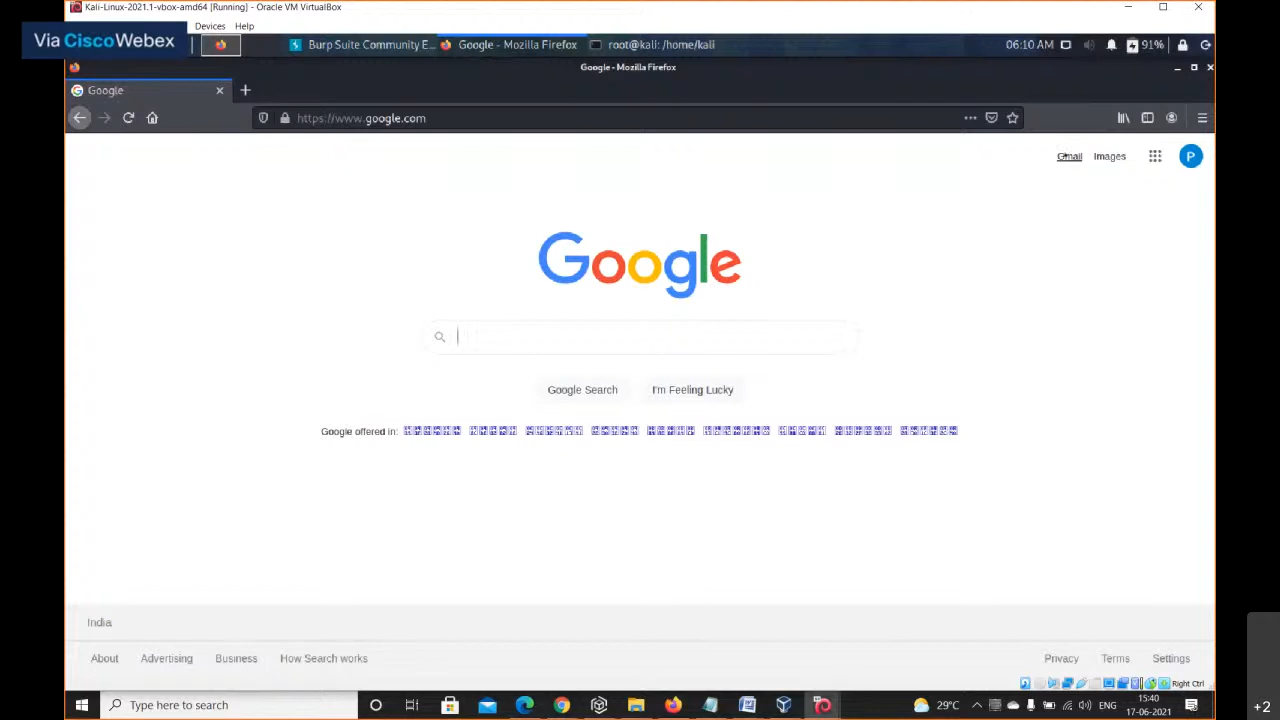 Kali-Linux-2021.1-vbox-amd64 [Running] - Oracle VM VirtualBox
Via CiscoWebex
Devices Help
Burp Suite Community E... Google - Mozilla Firefox root@kali: /home/kali 06:10 AM 91%
Google - Mozilla Firefox
Google
https://www.google.com
Gmail Images P
Google
Google Search I'm Feeling Lucky
Google offered in:
India
About Advertising Business How Search works Privacy Terms Settings
Right Ctrl
Type here to search 29°C ENG 15:40
17-06-2021
+2